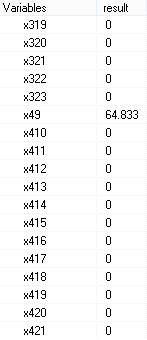 Variables result
x319 0
x320 0
x321 0
x322 0
x323 0
x49 64.833
x410 0
x411 0
x412 0
x413 0
x414 0
x415 0
x416 0
x417 0
x418 0
x419 0
x420 0
x421 0